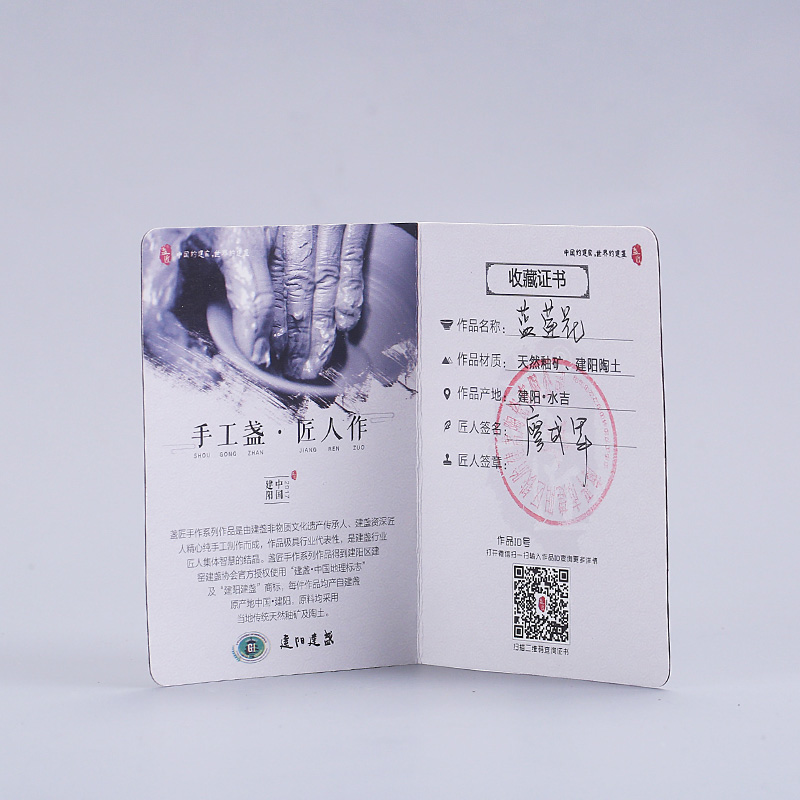 中国的建窑,世界的建盏
手工盏·匠人作
SHOU GONG ZHAN JIANG REN ZUO
建阳
中国
2017
盏匠手作系列作品是由建盏非物质文化遗产传承人、建盏资深匠
人精心纯手工制作而成，作品极具行业代表性，是建盏行业
匠人集体智慧的结晶。盏匠手作系列作品得到建阳区建
窑建盏协会官方授权使用“建盏·中国地理标志”
及“建阳建盏”商标，每件作品均产自建盏
原产地中国·建阳，原料均采用
当地传统天然釉矿及陶土。
GI
建阳建盏
中国的建窑,世界的建盏
收藏证书
作品名称：蓝莲花
作品材质：天然釉矿、建阳陶土
作品产地：建阳·水吉
匠人签名：廖成军
匠人签章：
作品ID号
打开微信扫一扫输入作品ID查询更多详情
扫描二维码查询证书